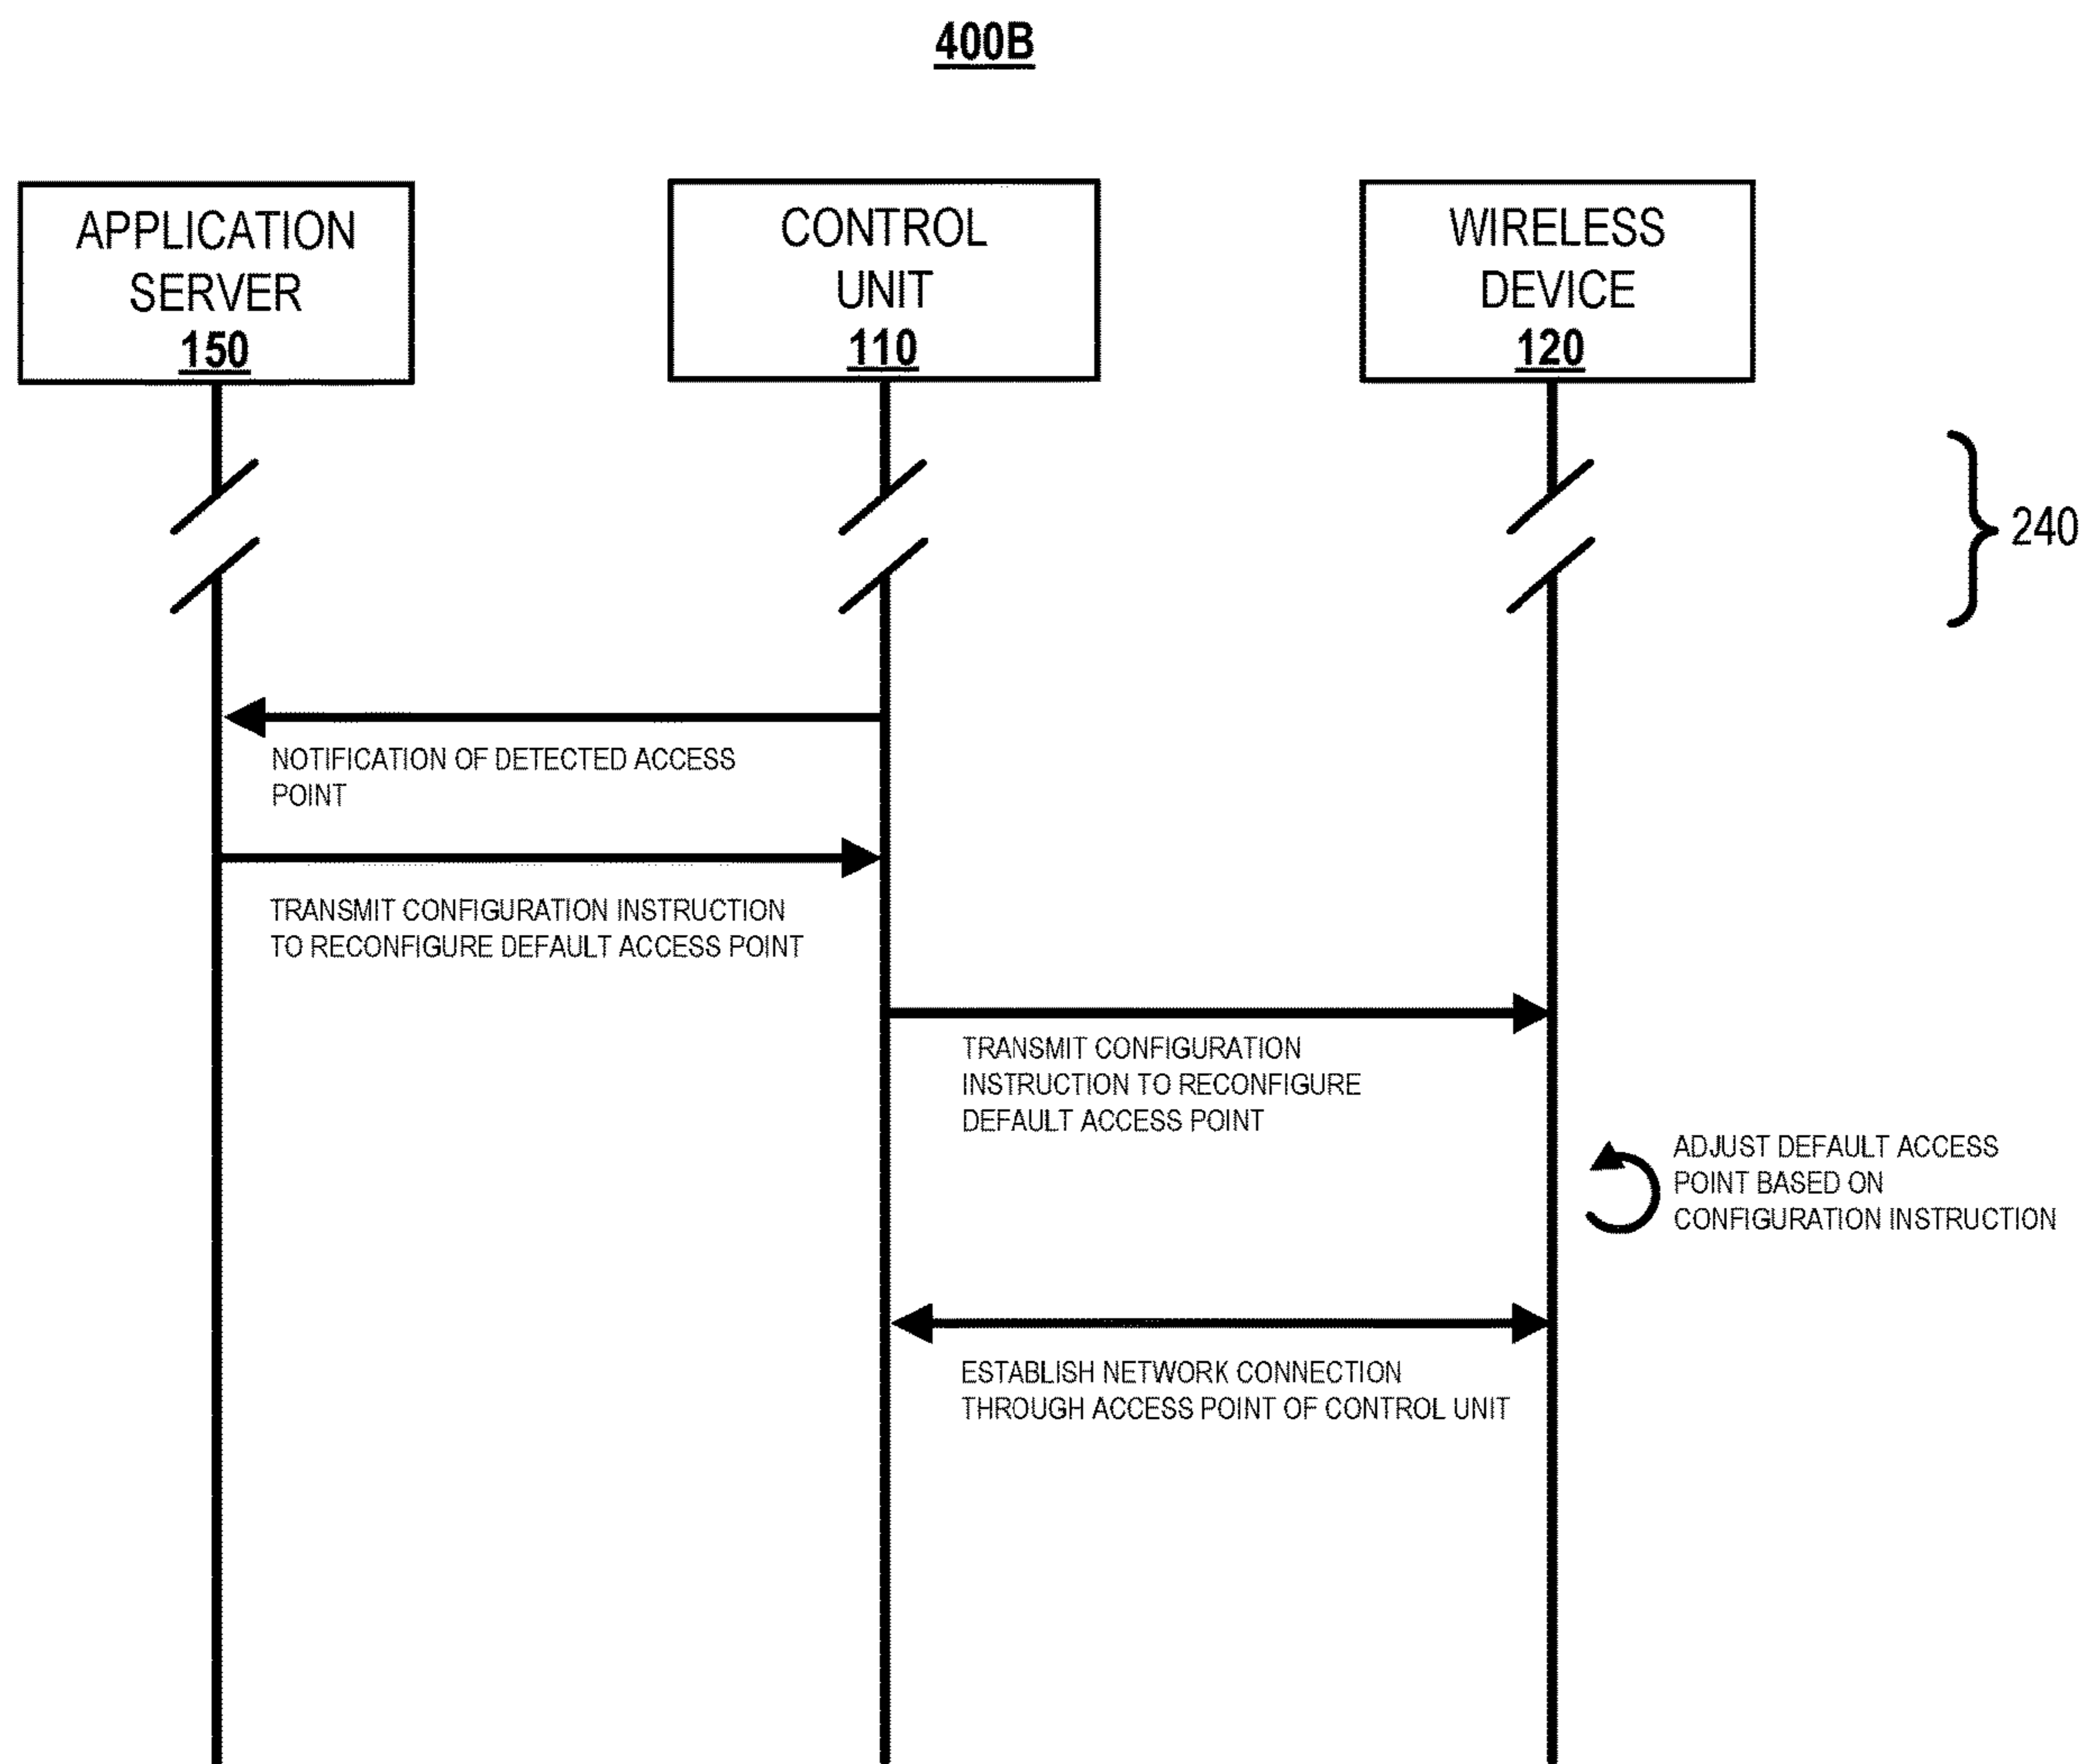 400B
APPLICATION
SERVER
150
CONTROL
UNIT
110
WIRELESS
DEVICE
120
240
NOTIFICATION OF DETECTED ACCESS
POINT
TRANSMIT CONFIGURATION INSTRUCTION
TO RECONFIGURE DEFAULT ACCESS POINT
TRANSMIT CONFIGURATION
INSTRUCTION TO RECONFIGURE
DEFAULT ACCESS POINT
ADJUST DEFAULT ACCESS
POINT BASED ON
CONFIGURATION INSTRUCTION
ESTABLISH NETWORK CONNECTION
THROUGH ACCESS POINT OF CONTROL UNIT